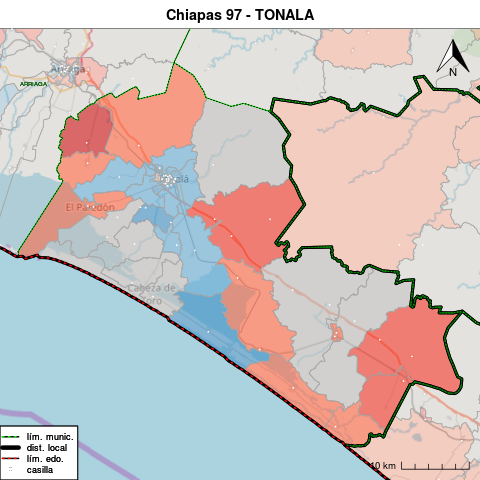 Chiapas 97 - TONALA
Arriaga
ARRIAGA
N
El Paredón
Cabeza de
Toro
lím. munic.
dist. local
lím. edo.
casilla
10 km